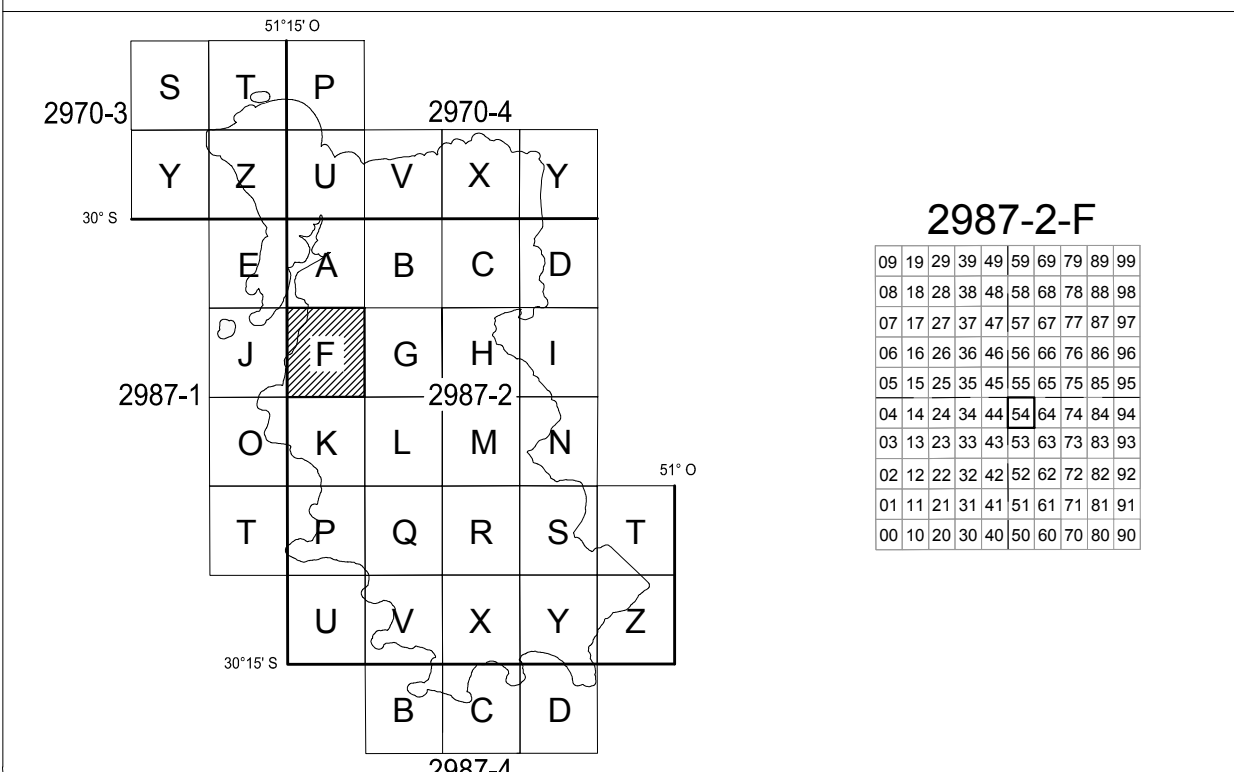 51°15' O
S T P
2970-3 2970-4
Y Z U V X Y
30° S
E A B C D
J F G H I
2987-1 2987-2
O K L M N
51° O
T P Q R S T
U V X Y Z
30°15' S
B C D
2987-4
2987-2-F
09 19 29 39 49 59 69 79 89 99
08 18 28 38 48 58 68 78 88 98
07 17 27 37 47 57 67 77 87 97
06 16 26 36 46 56 66 76 86 96
05 15 25 35 45 55 65 75 85 95
04 14 24 34 44 54 64 74 84 94
03 13 23 33 43 53 63 73 83 93
02 12 22 32 42 52 62 72 82 92
01 11 21 31 41 51 61 71 81 91
00 10 20 30 40 50 60 70 80 90